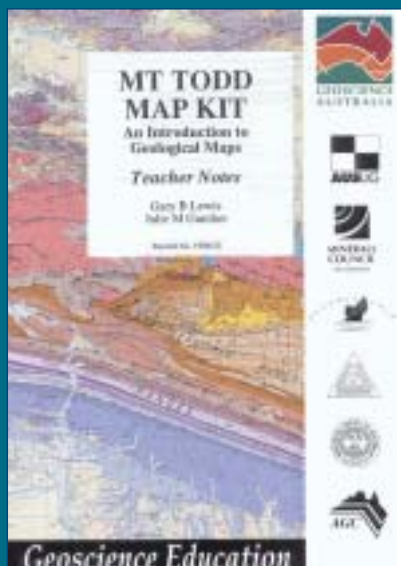 MT TODD
MAP KIT
An Introduction to
Geological Maps
Teacher Notes
Gary B Lewis
Geoscience Education
GEOSCIENCE
AUSTRALIA
MINERALS
COUNCIL
AGC